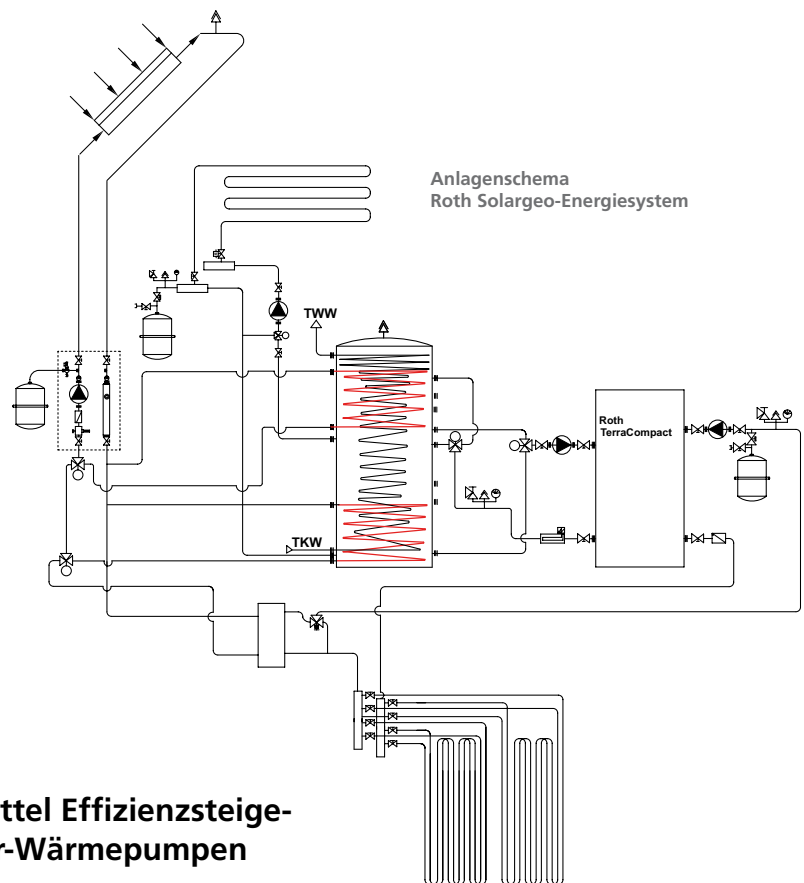 Anlagenschema
Roth Solargeo-Energiesystem
TWW
Roth
TerraCompact
TKW
ttel Effizienzsteige-
r-Wärmepumpen